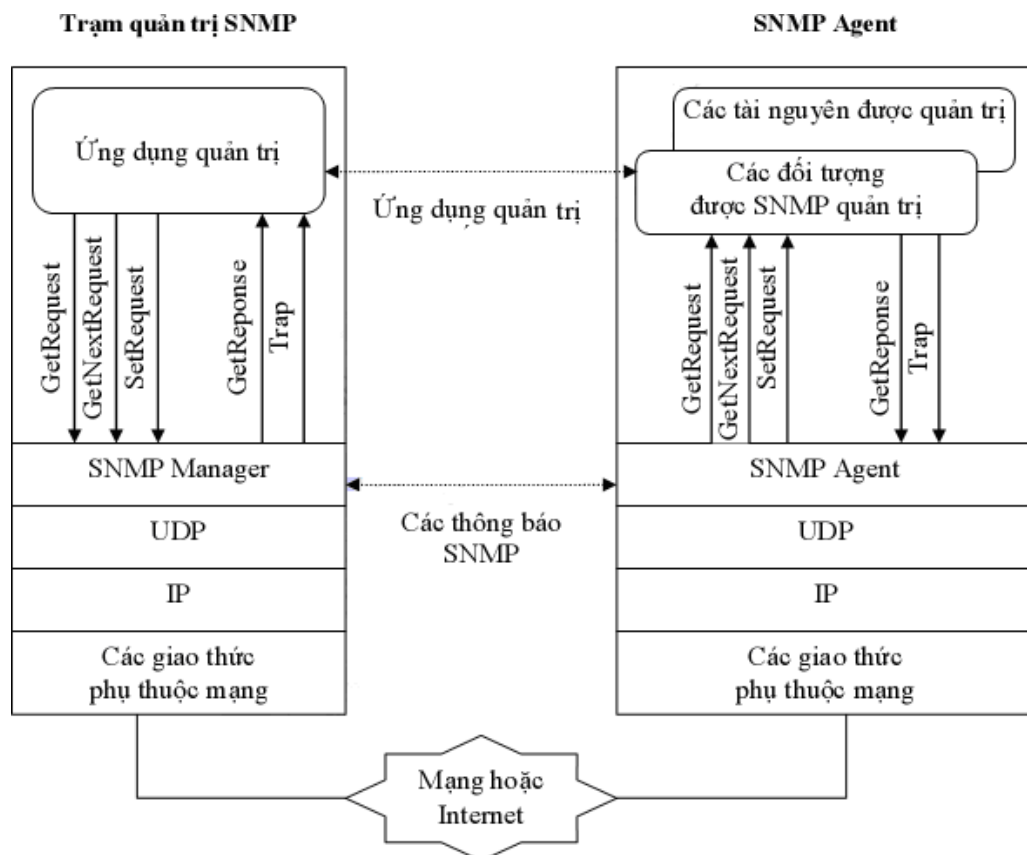 Trạm quản trị SNMP
SNMP Agent
Ứng dụng quản trị
Các tài nguyên được quản trị
Các đối tượng
được SNMP quản trị
Ứng dụng quản trị
GetRequest
GetNextRequest
SetRequest
GetReponse
Trap
GetRequest
GetNextRequest
SetRequest
GetReponse
Trap
SNMP Manager
SNMP Agent
Các thông báo
SNMP
UDP
UDP
IP
IP
Các giao thức
phụ thuộc mạng
Các giao thức
phụ thuộc mạng
Mạng hoặc
Internet